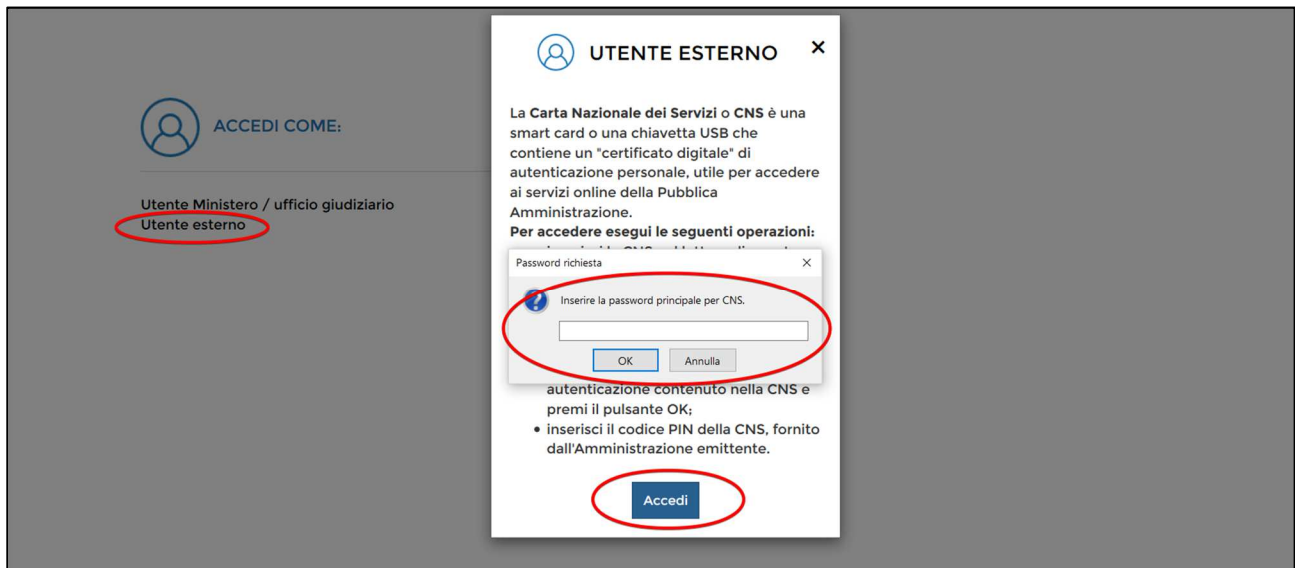 ACCEDI COME:
Utente Ministero / ufficio giudiziario
Utente esterno
UTENTE ESTERNO ×
La Carta Nazionale dei Servizi o CNS è una
smart card o una chiavetta USB che
contiene un "certificato digitale" di
autenticazione personale, utile per accedere
ai servizi online della Pubblica
Amministrazione.
Per accedere esegui le seguenti operazioni:
Password richiesta ×
Inserire la password principale per CNS.
OK Annulla
autenticazione contenuto nella CNS e
premi il pulsante OK;
• inserisci il codice PIN della CNS, fornito
dall'Amministrazione emittente.
Accedi